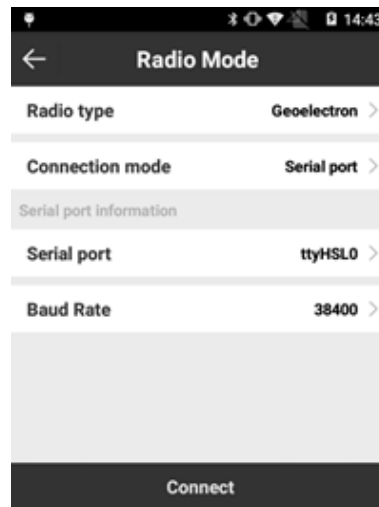 14:43
Radio Mode
Radio type Geoelectron
Connection mode Serial port
Serial port information
Serial port ttyHSL0
Baud Rate 38400
Connect